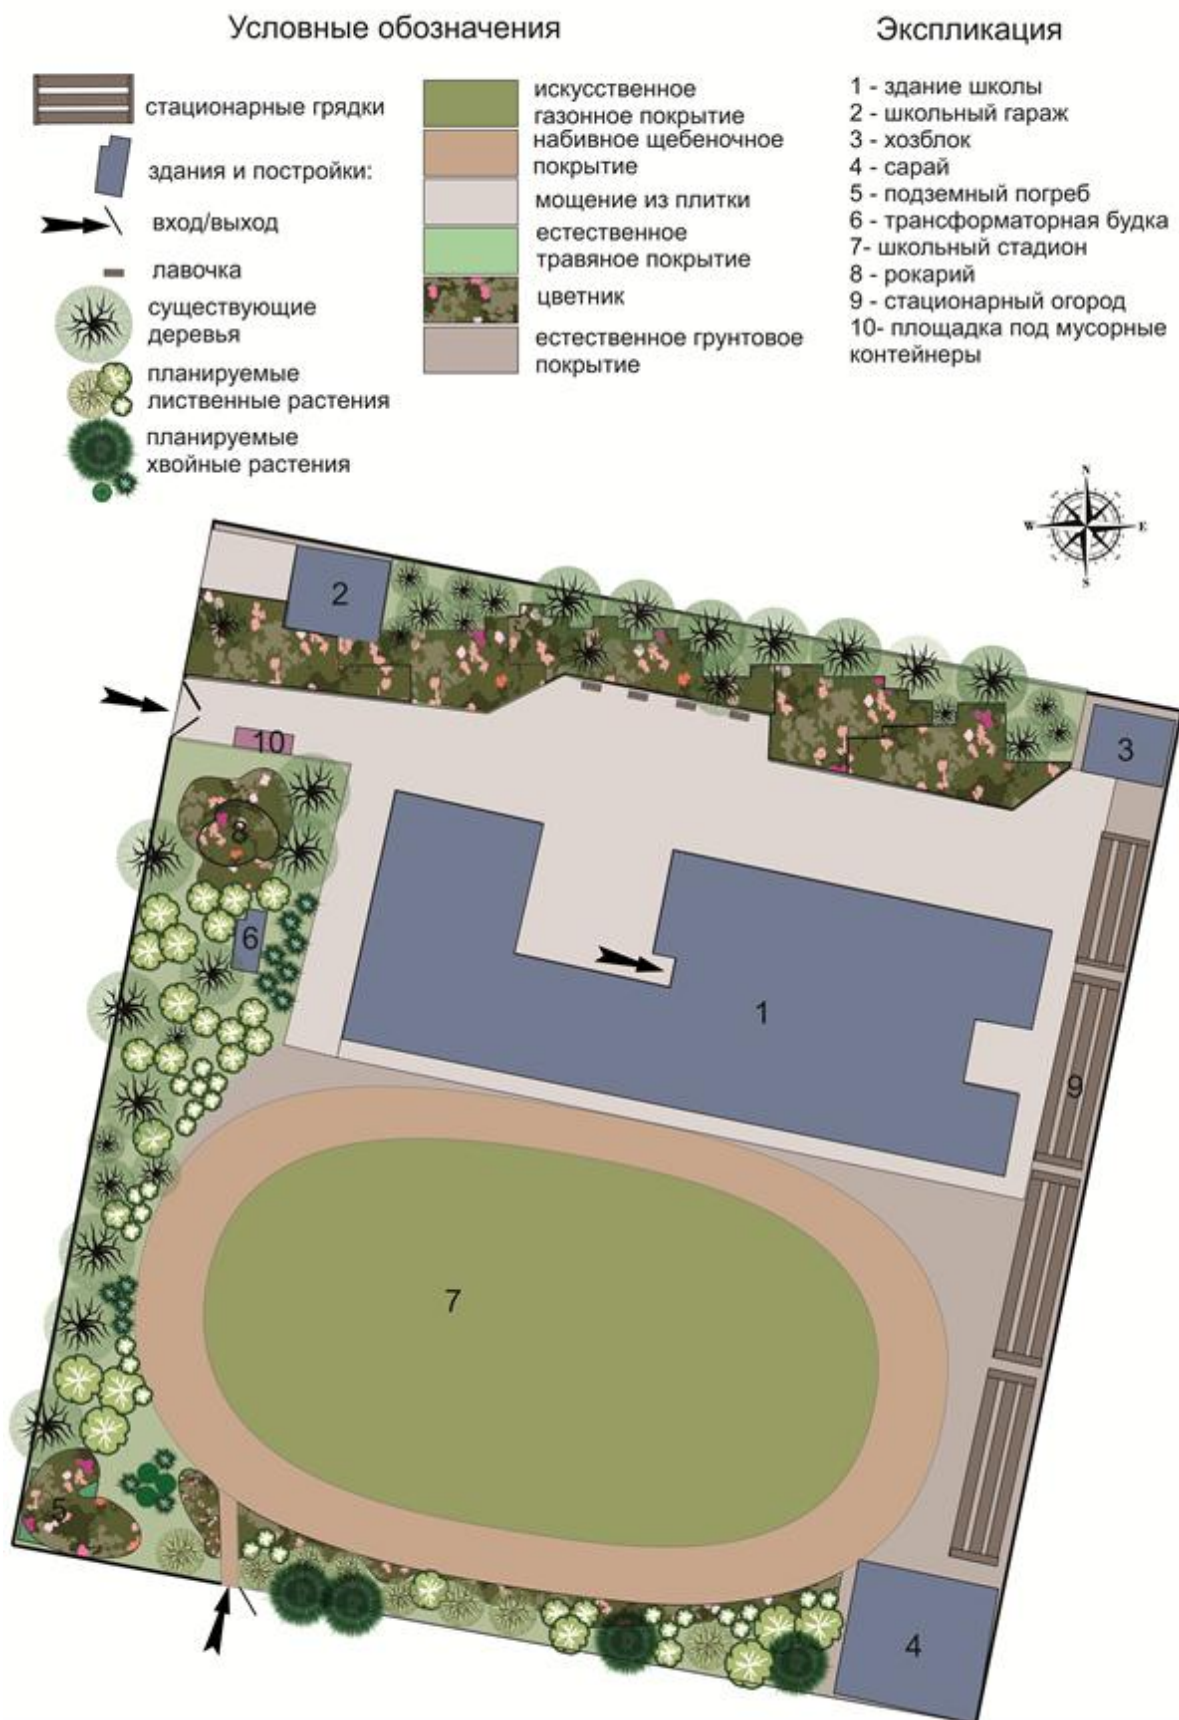 Условные обозначения
стационарные грядки
здания и постройки:
вход/выход
лавочка
существующие
деревья
планируемые
лиственные растения
планируемые
хвойные растения
искусственное
газонное покрытие
набивное щебеночное
покрытие
мощение из плитки
естественное
травяное покрытие
цветник
естественное грунтовое
покрытие
Экспликация
1 - здание школы
2 - школьный гараж
3 - хозблок
4 - сарай
5 - подземный погреб
6 - трансформаторная будка
7- школьный стадион
8 - рокарий
9 - стационарный огород
10- площадка под мусорные
контейнеры
N
W
E
S
2
3
10
8
6
1
9
7
5
4